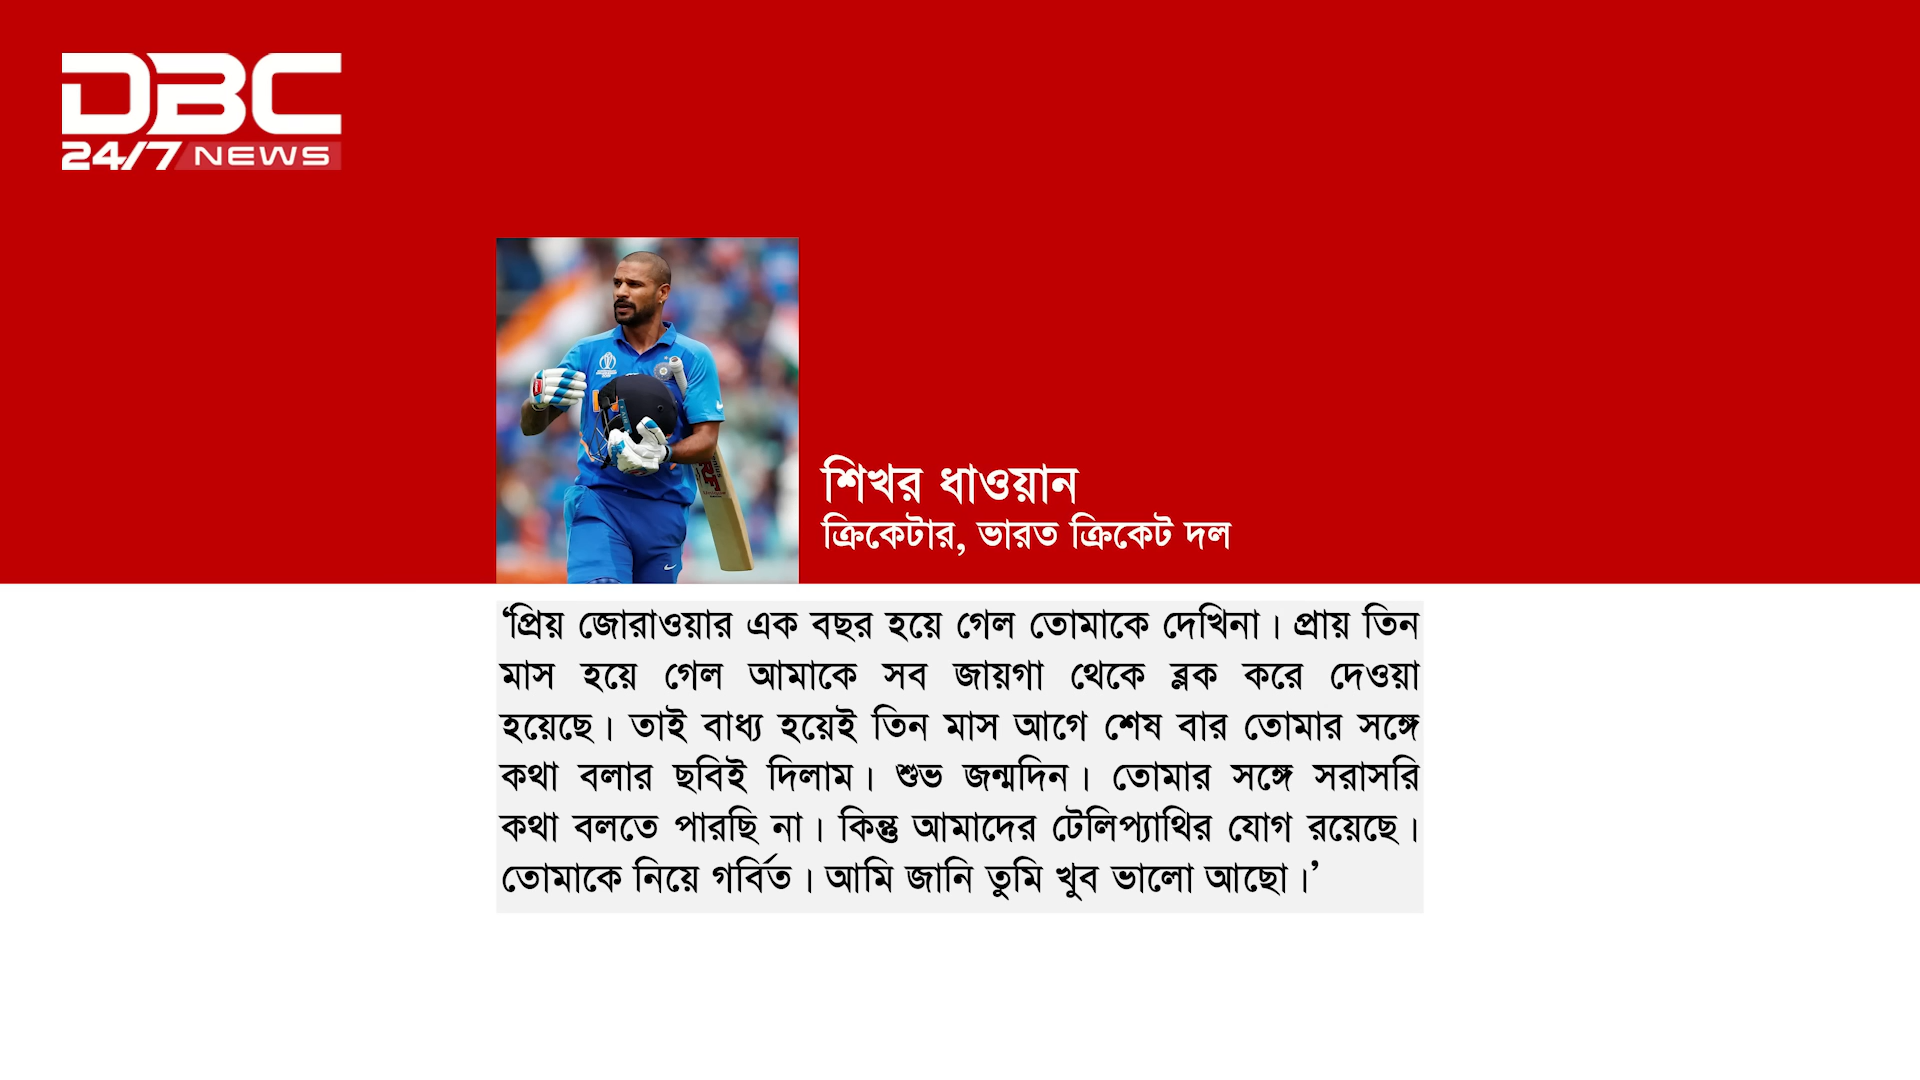 DBC
24/7 NEWS
শিখর ধাওয়ান
ক্রিকেটার, ভারত ক্রিকেট দল
‘প্রিয় জোরাওয়ার এক বছর হয়ে গেল তোমাকে দেখিনা। প্রায় তিন
মাস হয়ে গেল আমাকে সব জায়গা থেকে ব্লক করে দেওয়া
হয়েছে। তাই বাধ্য হয়েই তিন মাস আগে শেষ বার তোমার সঙ্গে
কথা বলার ছবিই দিলাম। শুভ জন্মদিন। তোমার সঙ্গে সরাসরি
কথা বলতে পারছি না। কিন্তু আমাদের টেলিপ্যাথির যোগ রয়েছে।
তোমাকে নিয়ে গর্বিত। আমি জানি তুমি খুব ভালো আছো।’